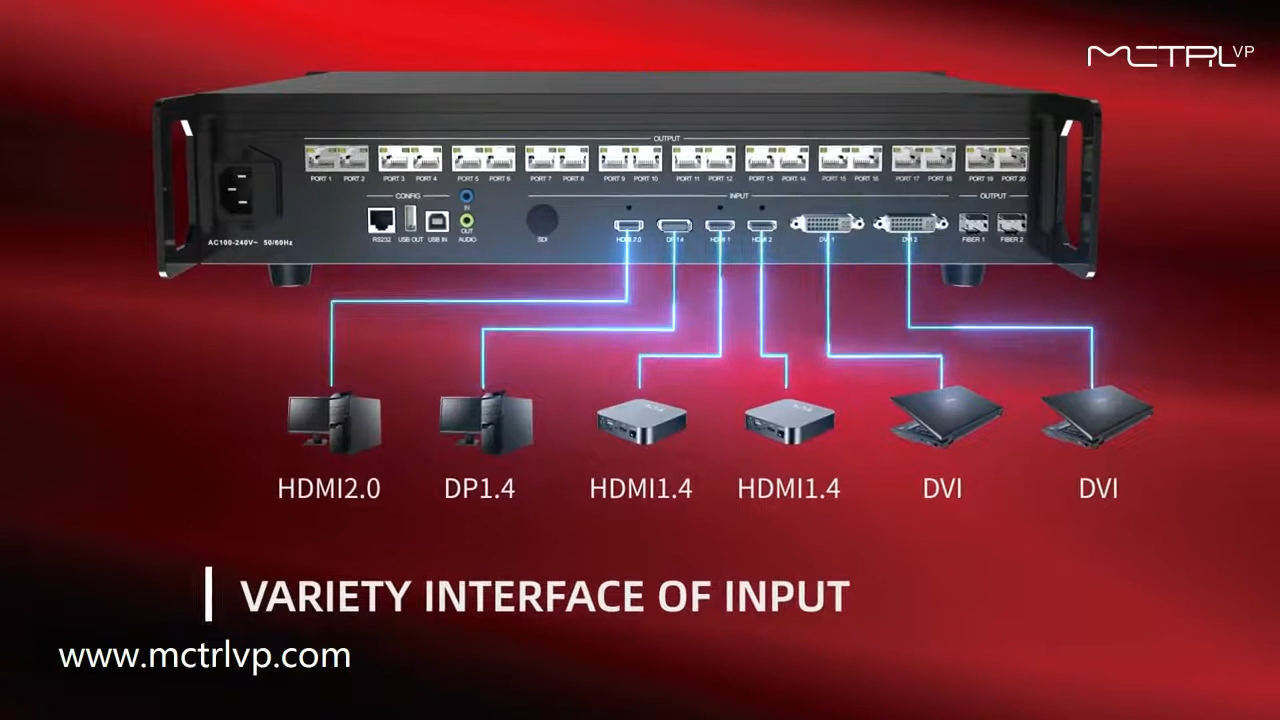 MCTRL VP
OUTPUT
PORT 1 PORT 2 PORT 3 PORT 4 PORT 5 PORT 6 PORT 7 PORT 8 PORT 9 PORT 10 PORT 11 PORT 12 PORT 13 PORT 14 PORT 15 PORT 16 PORT 17 PORT 18 PORT 19 PORT 20
CONFIG INPUT OUTPUT
IN
OUT
RS232 USB OUT USB IN AUDIO SDI HDMI 2.0 DP 1.4 HDMI 1 HDMI 2 DVI 1 DVI 2 FIBER 1 FIBER 2
AC100-240V~ 50/60Hz
HDMI2.0 DP1.4 HDMI1.4 HDMI1.4 DVI DVI
VARIETY INTERFACE OF INPUT
www.mctrlvp.com